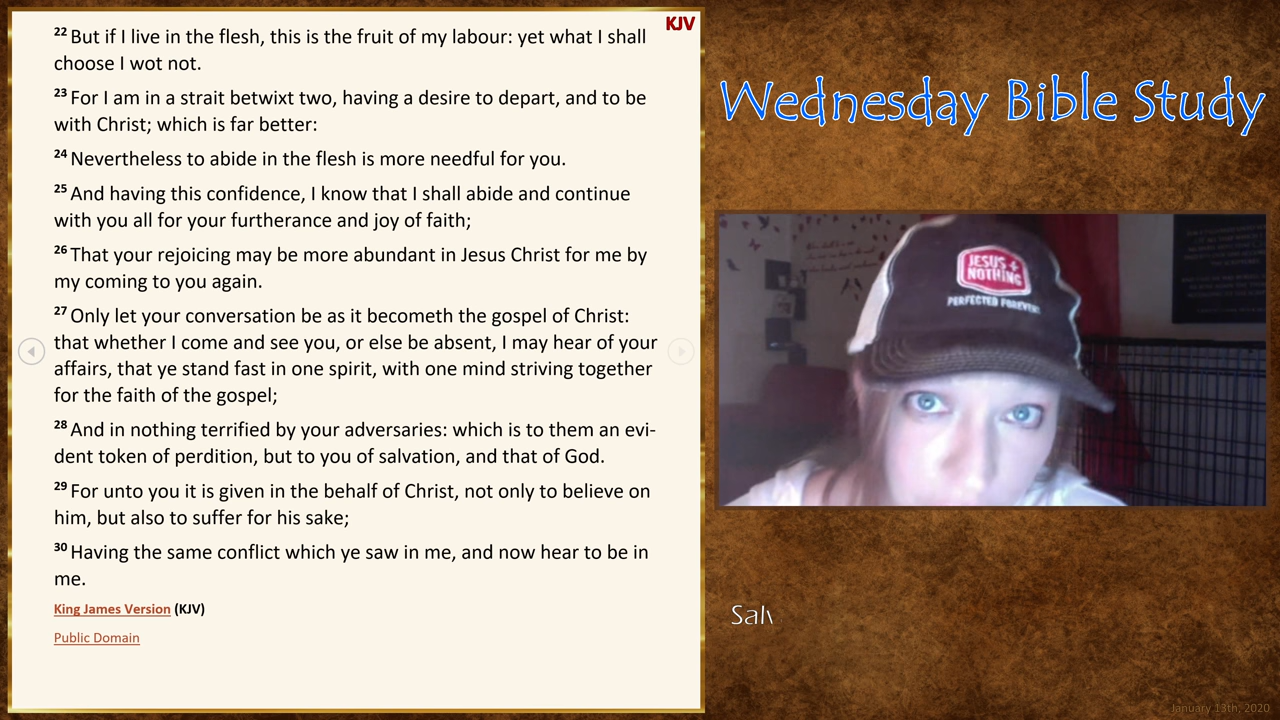 22 But if I live in the flesh, this is the fruit of my labour: yet what I shall
choose I wot not.
23 For I am in a strait betwixt two, having a desire to depart, and to be
with Christ; which is far better:
24 Nevertheless to abide in the flesh is more needful for you.
25 And having this confidence, I know that I shall abide and continue
with you all for your furtherance and joy of faith;
26 That your rejoicing may be more abundant in Jesus Christ for me by
my coming to you again.
27 Only let your conversation be as it becometh the gospel of Christ:
that whether I come and see you, or else be absent, I may hear of your
affairs, that ye stand fast in one spirit, with one mind striving together
for the faith of the gospel;
28 And in nothing terrified by your adversaries: which is to them an evi-
dent token of perdition, but to you of salvation, and that of God.
29 For unto you it is given in the behalf of Christ, not only to believe on
him, but also to suffer for his sake;
30 Having the same conflict which ye saw in me, and now hear to be in
me.
King James Version (KJV)
Public Domain
KJV
Wednesday Bible Study
JESUS +
NOTHING
PERFECTED FOREVER
Sal
January 13th, 2020